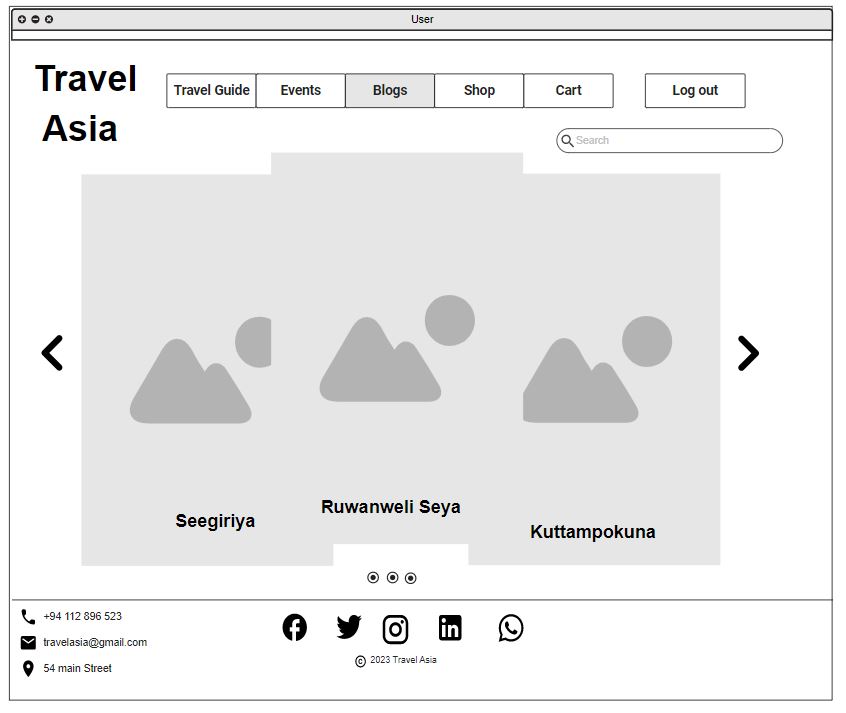 User
Travel
Asia
Travel Guide Events Blogs Shop Cart Log out
Search
Seegiriya
Ruwanweli Seya
Kuttampokuna
+94 112 896 523
travelasia@gmail.com
54 main Street
© 2023 Travel Asia